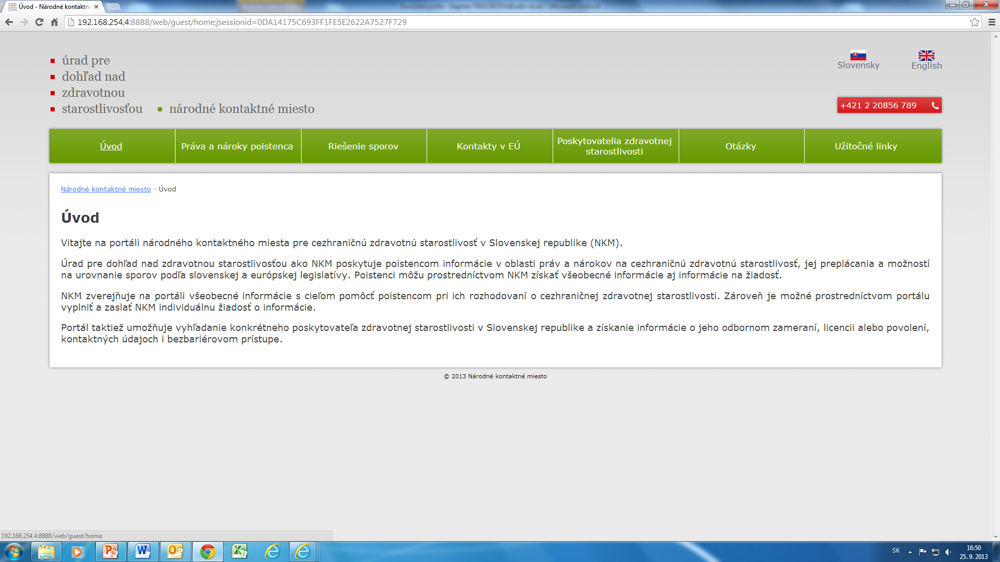 Úvod - Národné kontaktn
192.168.254.4:8888/web/guest/home;jsessionid=0DA14175C693FF1FE5E2622A7527F729
úrad pre
dohľad nad
zdravotnou
starostlivosťou
národné kontaktné miesto
Slovensky
English
+421 2 20856 789
Úvod
Práva a nároky poistenca
Riešenie sporov
Kontakty v EÚ
Poskytovatelia zdravotnej
starostlivosti
Otázky
Užitočné linky
Národné kontaktné miesto - Úvod
Úvod
Vitajte na portáli národného kontaktného miesta pre cezhraničnú zdravotnú starostlivosť v Slovenskej republike (NKM).
Úrad pre dohľad nad zdravotnou starostlivosťou ako NKM poskytuje poistencom informácie v oblasti práv a nárokov na cezhraničnú zdravotnú starostlivosť, jej preplácania a možností
na urovnanie sporov podľa slovenskej a európskej legislatívy. Poistenci môžu prostredníctvom NKM získať všeobecné informácie aj informácie na žiadosť.
NKM zverejňuje na portáli všeobecné informácie s cieľom pomôcť poistencom pri ich rozhodovaní o cezhraničnej zdravotnej starostlivosti. Zároveň je možné prostredníctvom portálu
vyplniť a zaslať NKM individuálnu žiadosť o informácie.
Portál taktiež umožňuje vyhľadanie konkrétneho poskytovateľa zdravotnej starostlivosti v Slovenskej republike a získanie informácie o jeho odbornom zameraní, licencii alebo povolení,
kontaktných údajoch i bezbariérovom prístupe.
© 2013 Národné kontaktné miesto
192.168.254.4:8888/web/guest/home
SK
16:50
25. 9. 2013